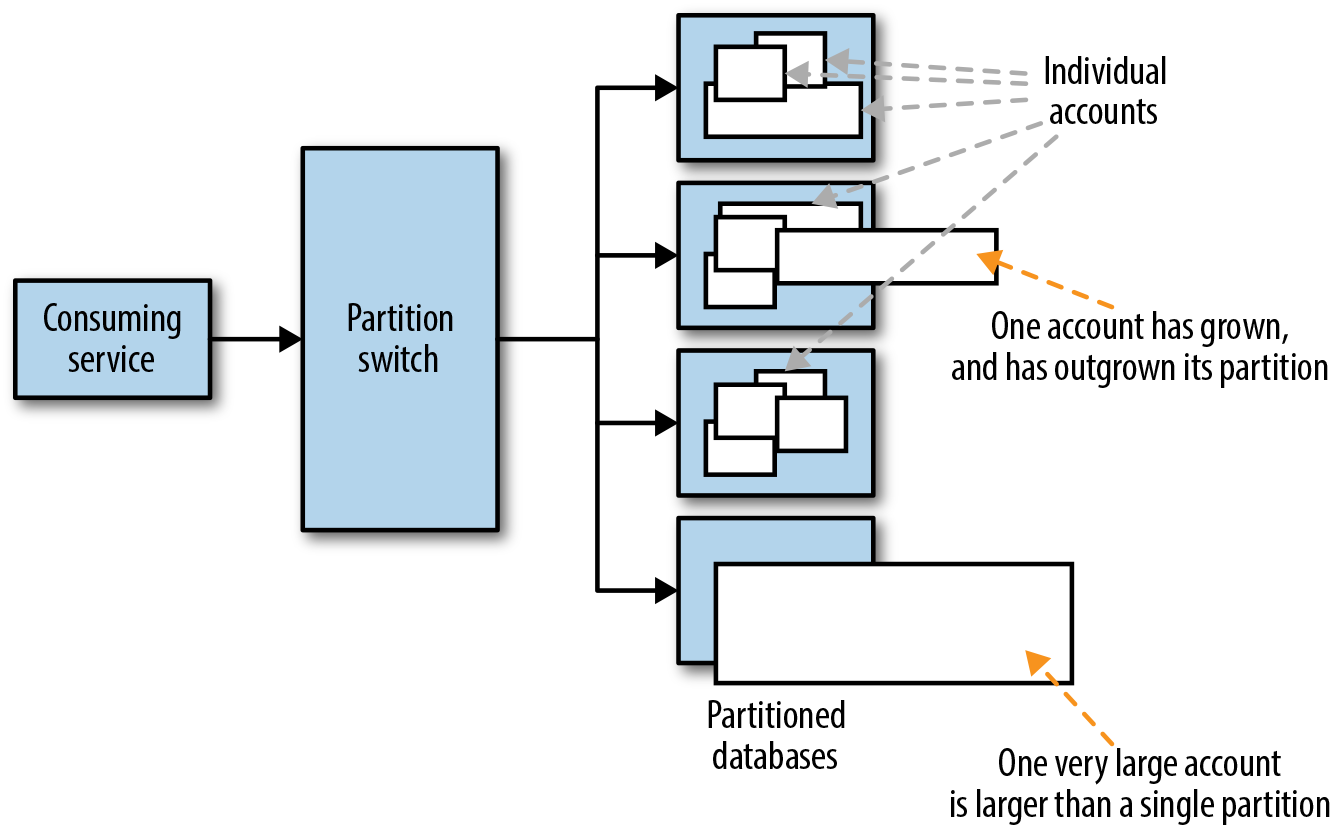 Individual
accounts
Consuming
service
Partition
switch
One account has grown,
and has outgrown its partition
Partitioned
databases
One very large account
is larger than a single partition